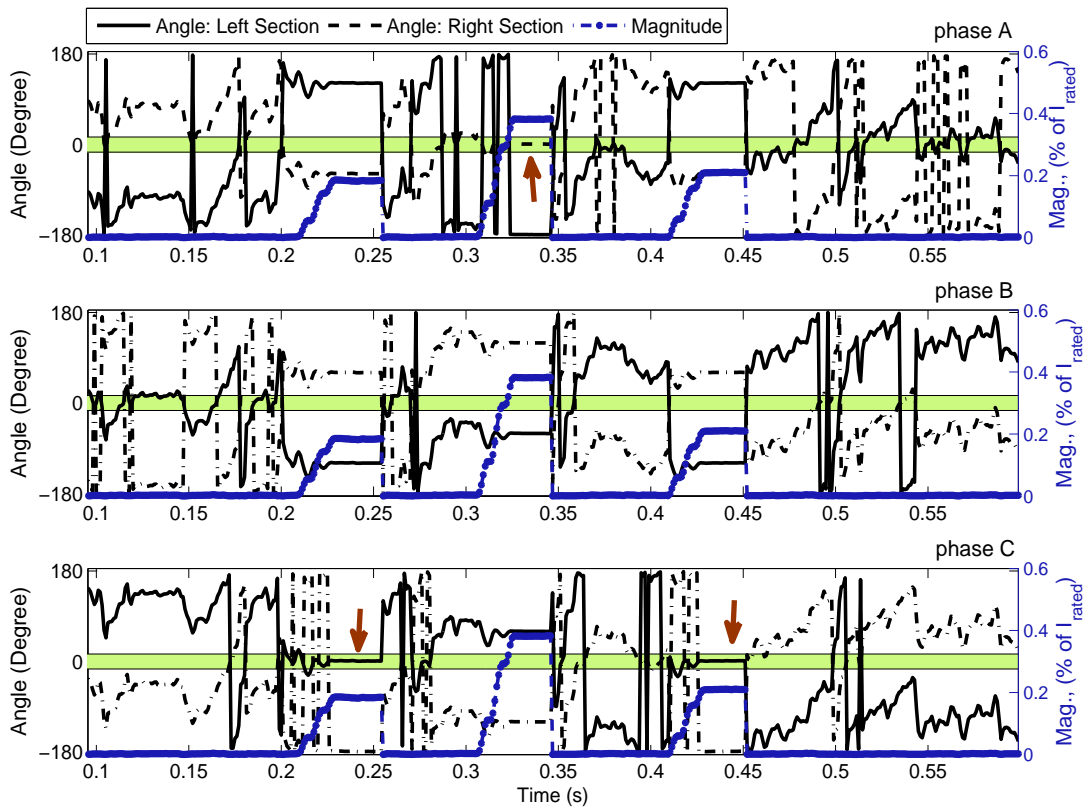 Angle: Left Section Angle: Right Section Magnitude
phase A
Angle (Degree)
180
0
−180
0.6
0.4
0.2
0
Mag., (% of I_rated)
0.1 0.15 0.2 0.25 0.3 0.35 0.4 0.45 0.5 0.55
phase B
Angle (Degree)
180
0
−180
0.6
0.4
0.2
0
Mag., (% of I_rated)
0.1 0.15 0.2 0.25 0.3 0.35 0.4 0.45 0.5 0.55
phase C
Angle (Degree)
180
0
−180
0.6
0.4
0.2
0
Mag., (% of I_rated)
0.1 0.15 0.2 0.25 0.3 0.35 0.4 0.45 0.5 0.55
Time (s)